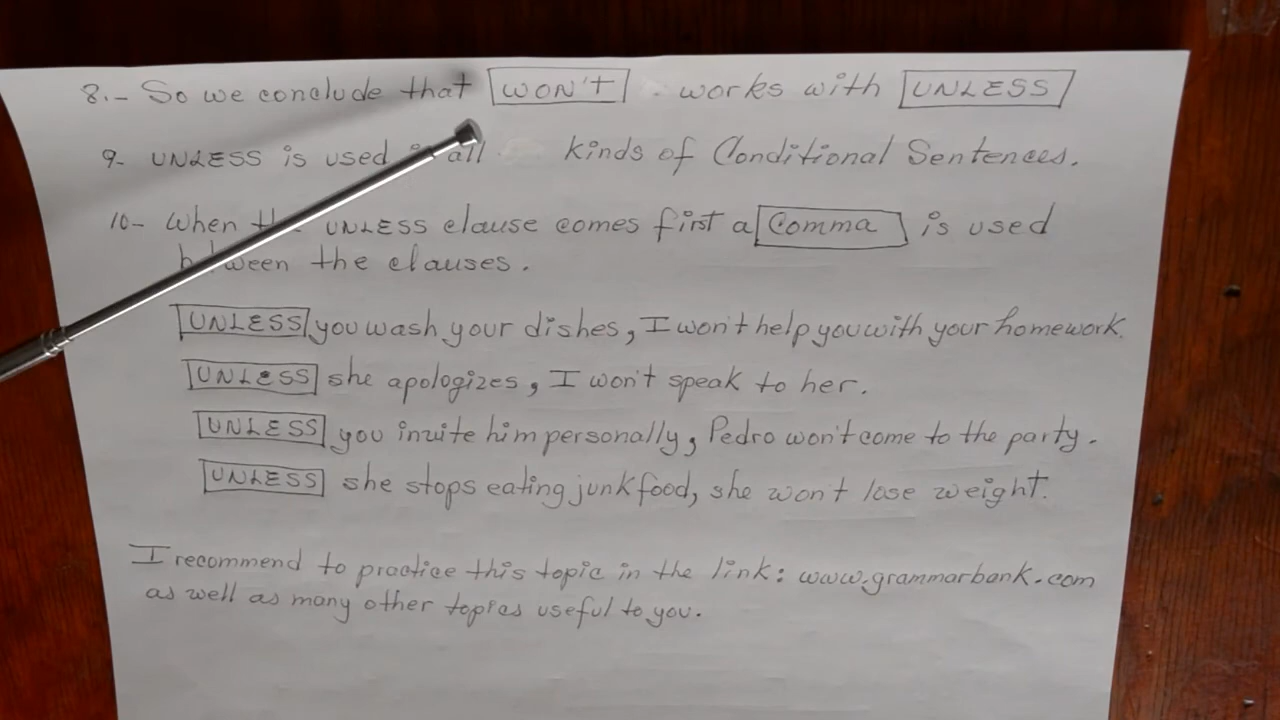 8.- So we conclude that WON'T works with UNLESS
9- UNLESS is used all kinds of Conditional Sentences.
10- When UNLESS clause comes first a Comma is used
between the clauses.
UNLESS you wash your dishes, I won't help you with your homework.
UNLESS she apologizes, I won't speak to her.
UNLESS you invite him personally, Pedro won't come to the party.
UNLESS she stops eating junk food, she won't lose weight.
I recommend to practice this topic in the link: www.grammarbank.com
as well as many other topics useful to you.